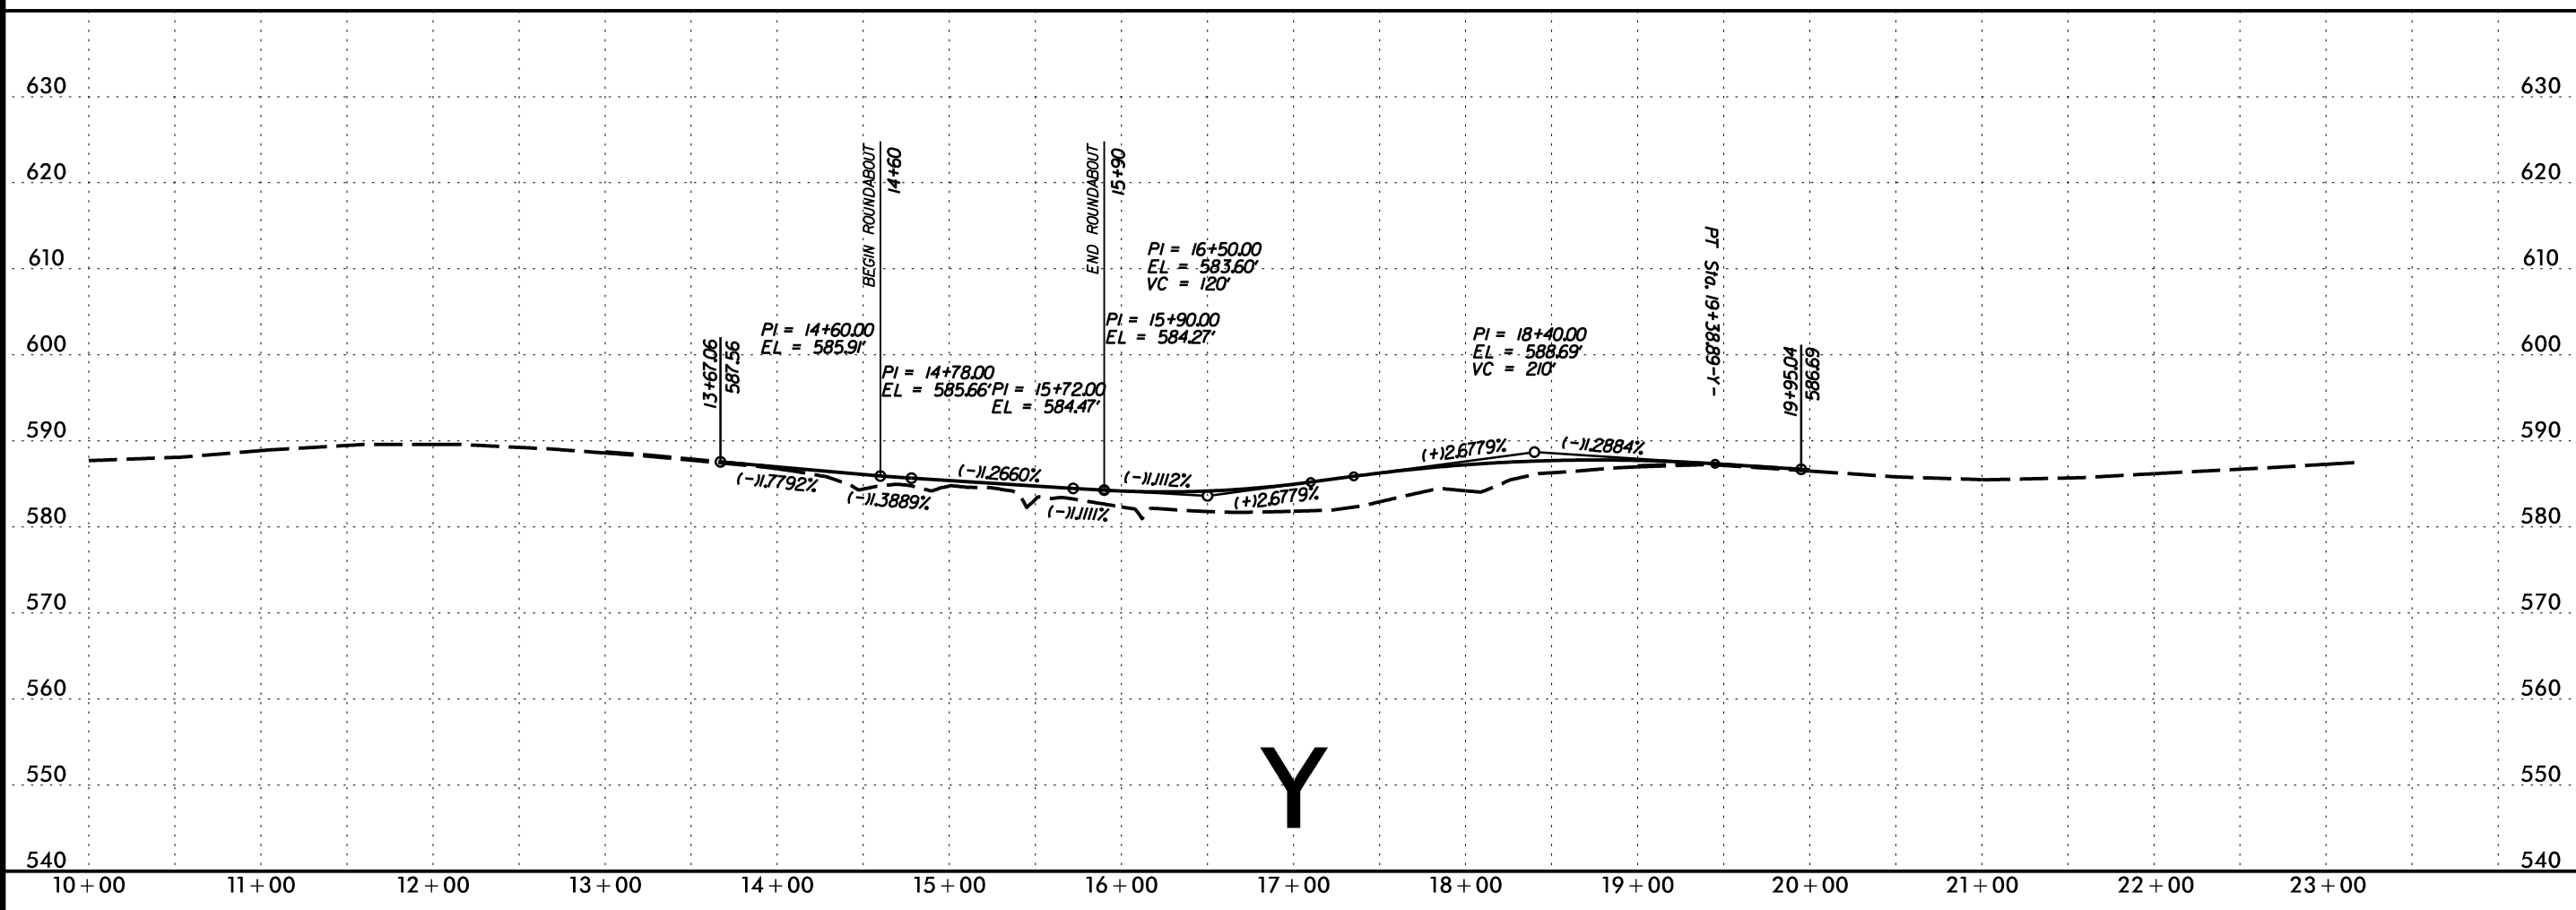 630
630
620
620
610
610
600
600
590
590
580
580
570
570
560
560
550
550
540
540
BEGIN ROUNDABOUT
14+60
END ROUNDABOUT
15+90
PI = 16+50.00
EL = 583.60'
VC = 120'
PI = 15+90.00
EL = 584.27'
PI = 14+60.00
EL = 585.91'
PI = 14+78.00
EL = 585.66'
PI = 15+72.00
EL = 584.47'
PI = 18+40.00
EL = 588.69'
VC = 210'
PT Sta. 19+38.89-Y-
13+67.06
587.56
19+95.04
586.69
(-)1.7792%
(-)1.3889%
(-)1.2660%
(-)1.1111%
(-)1.1112%
(+)2.6779%
(+)2.6779%
(-)1.2884%
Y
10+00
11+00
12+00
13+00
14+00
15+00
16+00
17+00
18+00
19+00
20+00
21+00
22+00
23+00